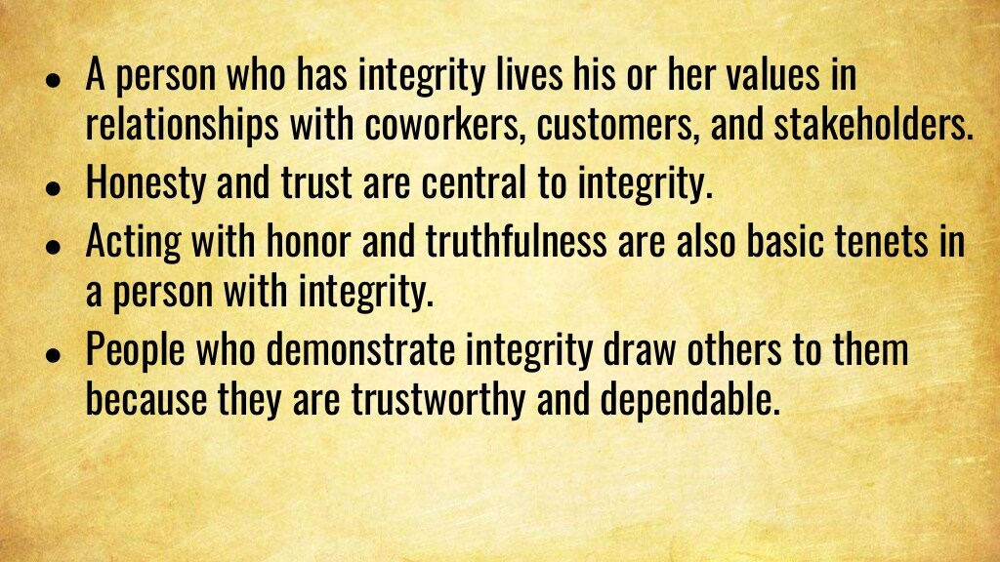 • A person who has integrity lives his or her values in
relationships with coworkers, customers, and stakeholders.
• Honesty and trust are central to integrity.
• Acting with honor and truthfulness are also basic tenets in
a person with integrity.
• People who demonstrate integrity draw others to them
because they are trustworthy and dependable.